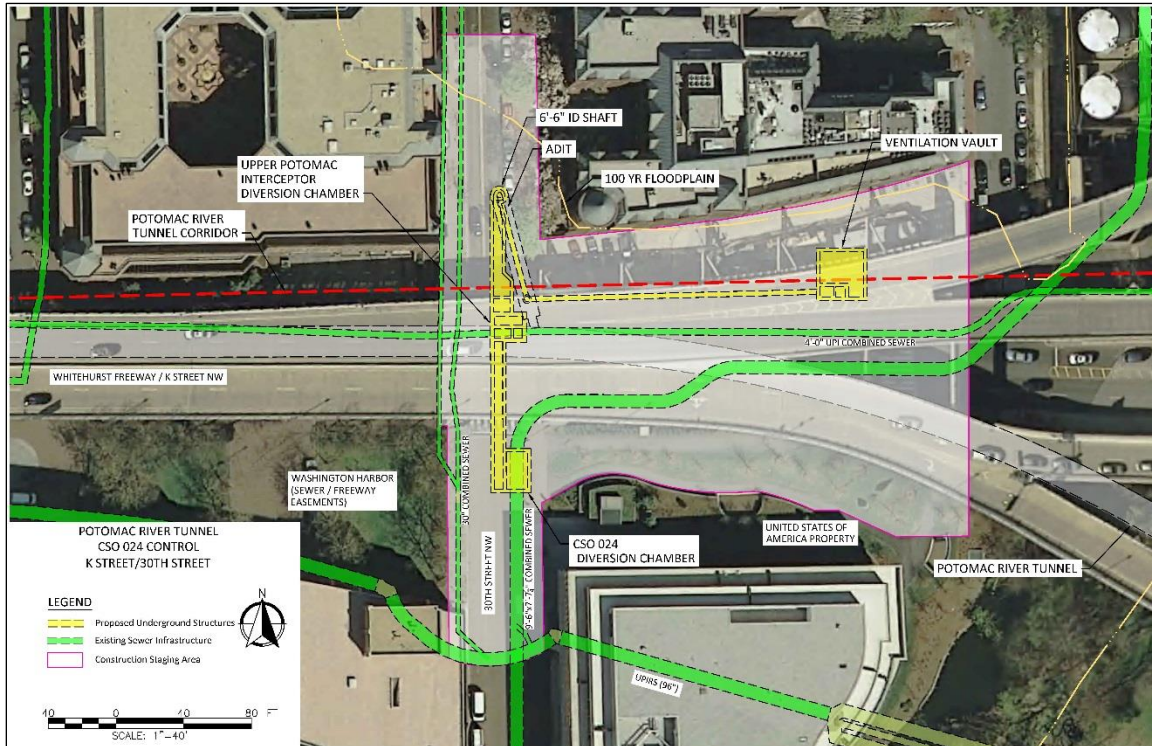 6'-6" ID SHAFT
ADIT
UPPER POTOMAC
INTERCEPTOR
DIVERSION CHAMBER
100 YR FLOODPLAIN
VENTILATION VAULT
POTOMAC RIVER
TUNNEL CORRIDOR
4'-0" UPI COMBINED SEWER
WHITEHURST FREEWAY / K STREET NW
WASHINGTON HARBOR
(SEWER / FREEWAY
EASEMENTS)
30" COMBINED SEWER
30TH STREET NW
COMBINED SEWER
CSO 024
DIVERSION CHAMBER
UNITED STATES OF
AMERICA PROPERTY
POTOMAC RIVER TUNNEL
UPIRS (96")
POTOMAC RIVER TUNNEL
CSO 024 CONTROL
K STREET/30TH STREET
LEGEND
N
Proposed Underground Structures
Existing Sewer Infrastructure
Construction Staging Area
40 0 40 80
SCALE: 1"-40'